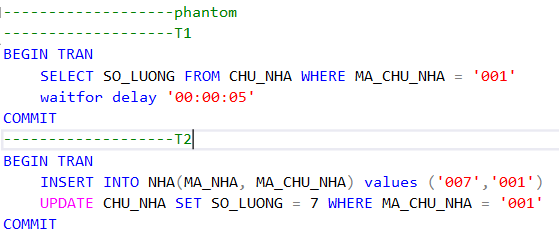 -------------------phantom
-------------------T1
BEGIN TRAN
    SELECT SO_LUONG FROM CHU_NHA WHERE MA_CHU_NHA = '001'
    waitfor delay '00:00:05'
COMMIT
-------------------T2
BEGIN TRAN
    INSERT INTO NHA(MA_NHA, MA_CHU_NHA) values ('007','001')
    UPDATE CHU_NHA SET SO_LUONG = 7 WHERE MA_CHU_NHA = '001'
COMMIT